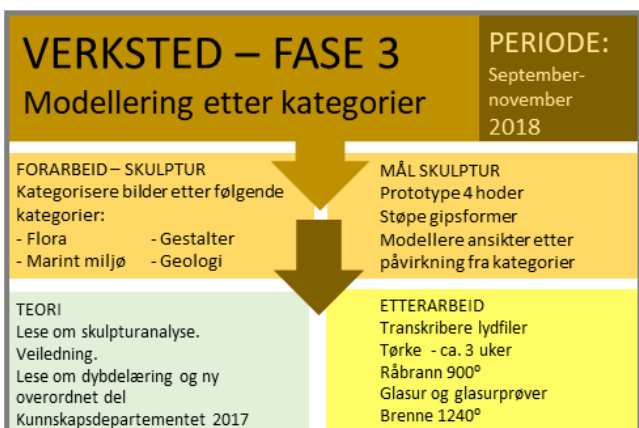 VERKSTED – FASE 3
Modellering etter kategorier
PERIODE:
September-
november
2018
FORARBEID – SKULPTUR
Kategorisere bilder etter følgende
kategorier:
- Flora - Gestalter
- Marint miljø - Geologi
MÅL SKULPTUR
Prototype 4 hoder
Støpe gipsformer
Modellere ansikter etter
påvirkning fra kategorier
TEORI
Lese om skulpturanalyse.
Veiledning.
Lese om dybdelæring og ny
overordnet del
Kunnskapsdepartementet 2017
ETTERARBEID
Transkribere lydfiler
Tørke - ca. 3 uker
Råbrann 900º
Glasur og glasurprøver
Brenne 1240º